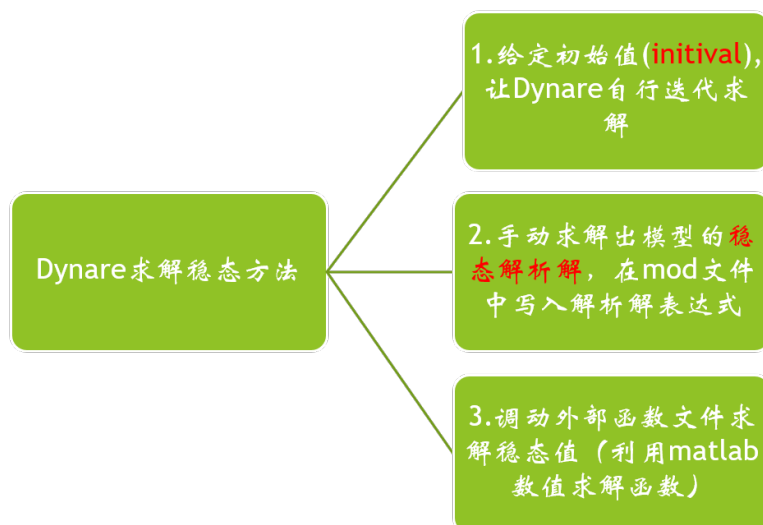 Dynare求解稳态方法
1.给定初始值(initival),
让Dynare自行迭代求
解
2.手动求解出模型的稳
态解析解，在mod文件
中写入解析解表达式
3.调动外部函数文件求
解稳态值（利用matlab
数值求解函数）